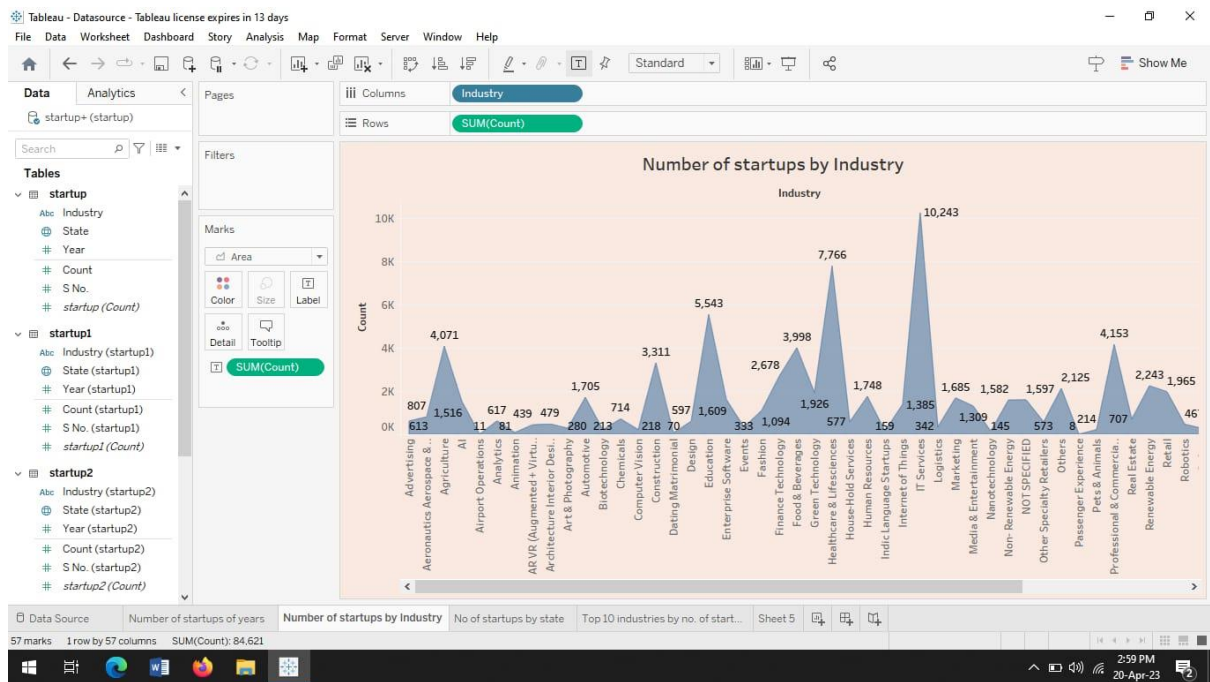 Tableau - Datasource - Tableau license expires in 13 days
File Data Worksheet Dashboard Story Analysis Map Format Server Window Help
Standard
Show Me
Data Analytics
startup+ (startup)
Search
Tables
startup
Abc Industry
State
# Year
# Count
# S No.
# startup (Count)
startup1
Abc Industry (startup1)
State (startup1)
# Year (startup1)
# Count (startup1)
# S No. (startup1)
# startup1 (Count)
startup2
Abc Industry (startup2)
State (startup2)
# Year (startup2)
# Count (startup2)
# S No. (startup2)
# startup2 (Count)
Pages
Filters
Marks
Area
Color Size Label
Detail Tooltip
SUM(Count)
Columns Industry
Rows SUM(Count)
Number of startups by Industry
Industry
Count
10K
8K
6K
4K
2K
0K
10,243
7,766
5,543
4,071
4,153
3,998
3,311
2,678
1,705
807
613
1,516
11
617
81
439
479
280
213
714
218
70
597
1,609
333
1,094
1,926
577
1,748
159
1,385
342
1,685
1,309
145
1,582
1,597
573
2,125
8
214
707
2,243
1,965
46
Advertising
Aeronautics Aerospace & ..
Agriculture
AI
Airport Operations
Analytics
Animation
AR VR (Augmented + Virtu..
Architecture Interior Desi..
Art & Photography
Automotive
Biotechnology
Chemicals
Computer Vision
Construction
Dating Matrimonial
Design
Education
Enterprise Software
Events
Fashion
Finance Technology
Food & Beverages
Green Technology
Healthcare & Lifesciences
House-Hold Services
Human Resources
Indic Language Startups
Internet of Things
IT Services
Logistics
Marketing
Media & Entertainment
Nanotechnology
Non- Renewable Energy
NOT SPECIFIED
Other Specialty Retailers
Others
Passenger Experience
Pets & Animals
Professional & Commercia..
Real Estate
Renewable Energy
Retail
Robotics
Data Source Number of startups of years Number of startups by Industry No of startups by state Top 10 industries by no. of start... Sheet 5
57 marks 1 row by 57 columns SUM(Count): 84,621
2:59 PM
20-Apr-23
2